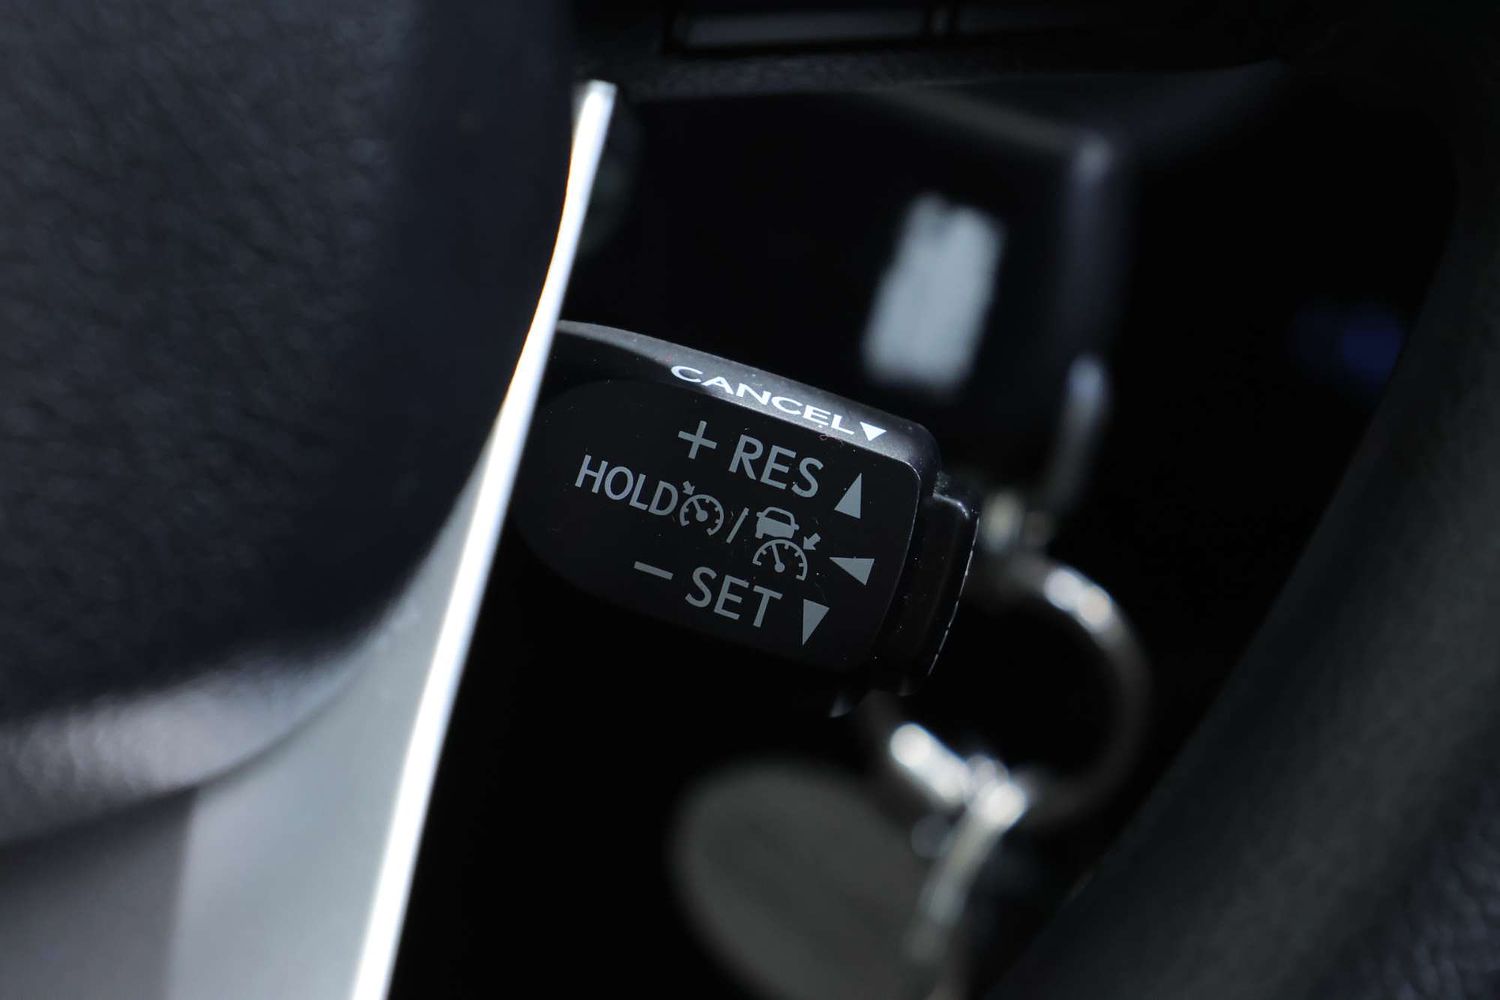 CANCEL▼
+ RES ▲
HOLD / ◀
− SET ▼